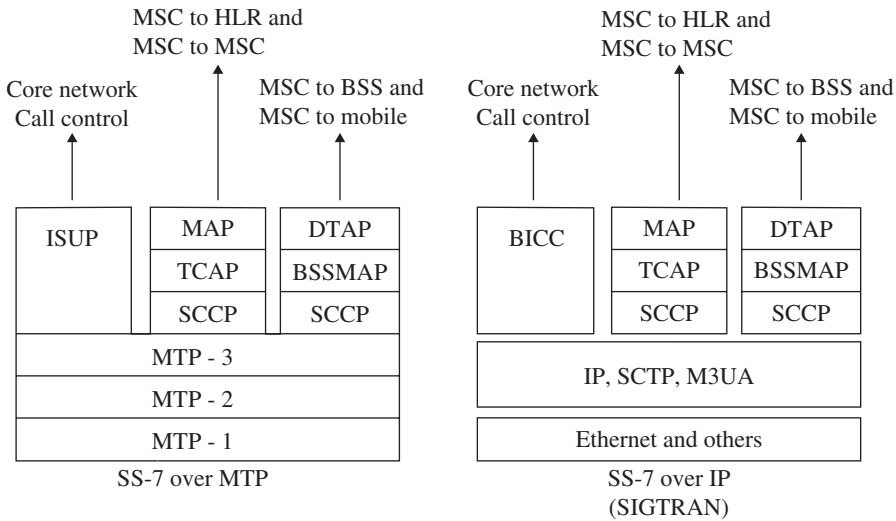 MSC to HLR and
MSC to MSC
Core network
Call control
MSC to BSS and
MSC to mobile
ISUP
MAP
DTAP
TCAP
BSSMAP
SCCP
SCCP
MTP - 3
MTP - 2
MTP - 1
SS-7 over MTP
MSC to HLR and
MSC to MSC
Core network
Call control
MSC to BSS and
MSC to mobile
BICC
MAP
DTAP
TCAP
BSSMAP
SCCP
SCCP
IP, SCTP, M3UA
Ethernet and others
SS-7 over IP
(SIGTRAN)